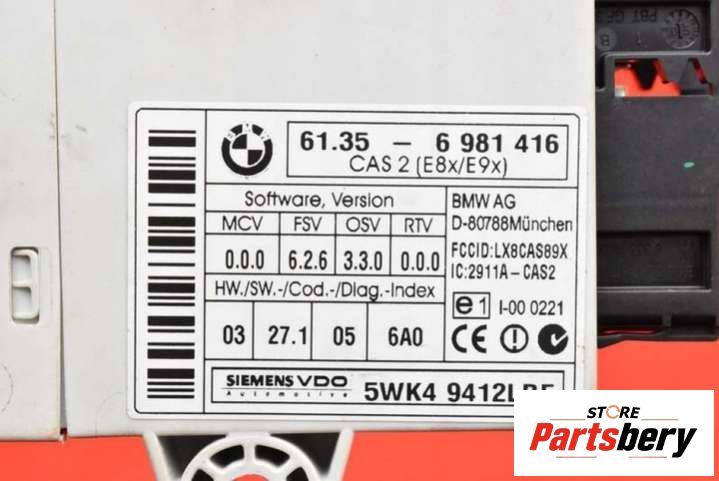 BMW
61.35 - 6 981 416
CAS 2 (E8x/E9x)
Software, Version
MCV FSV OSV RTV
0.0.0 6.2.6 3.3.0 0.0.0
HW./SW.-/Cod.-/Diag.-Index
03 27.1 05 6A0
BMW AG
D-80788München
FCCID:LX8CAS89X
IC:2911A-CAS2
e1 I-00 0221
CE
SIEMENS VDO
Automotive
5WK4
STORE
Partsbery